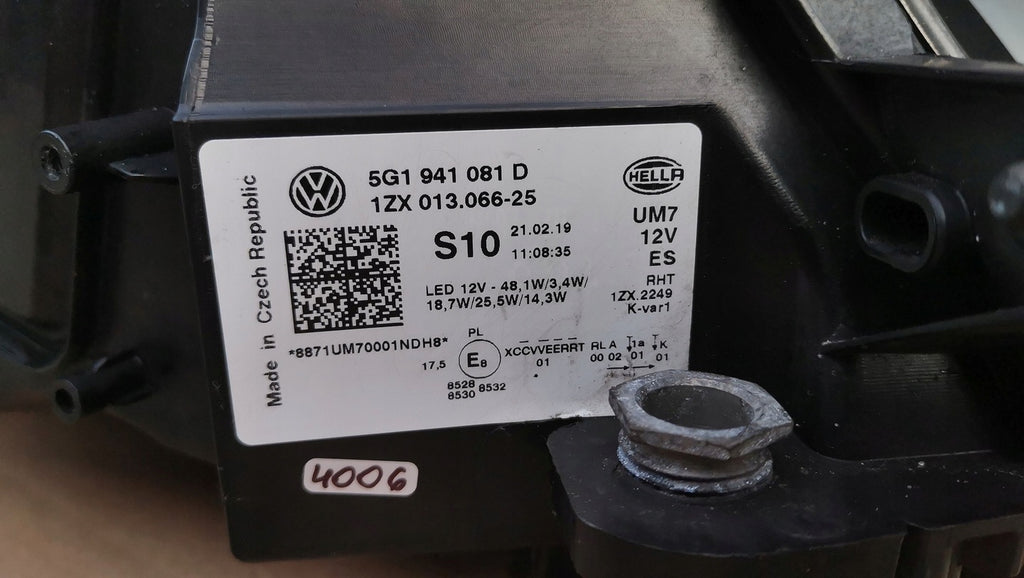 Made in Czech Republic
5G1 941 081 D
1ZX 013.066-25
HELLA
S10
21.02.19
11:08:35
UM7
12V
ES
RHT
1ZX.2249
K-var1
LED 12V - 48,1W/3,4W/
18,7W/25,5W/14,3W
*8871UM70001NDH8*
PL
17,5
E8
XCCVVEERRT RL A 1a K
01 00 02 01 01
8528
8530 8532
4006